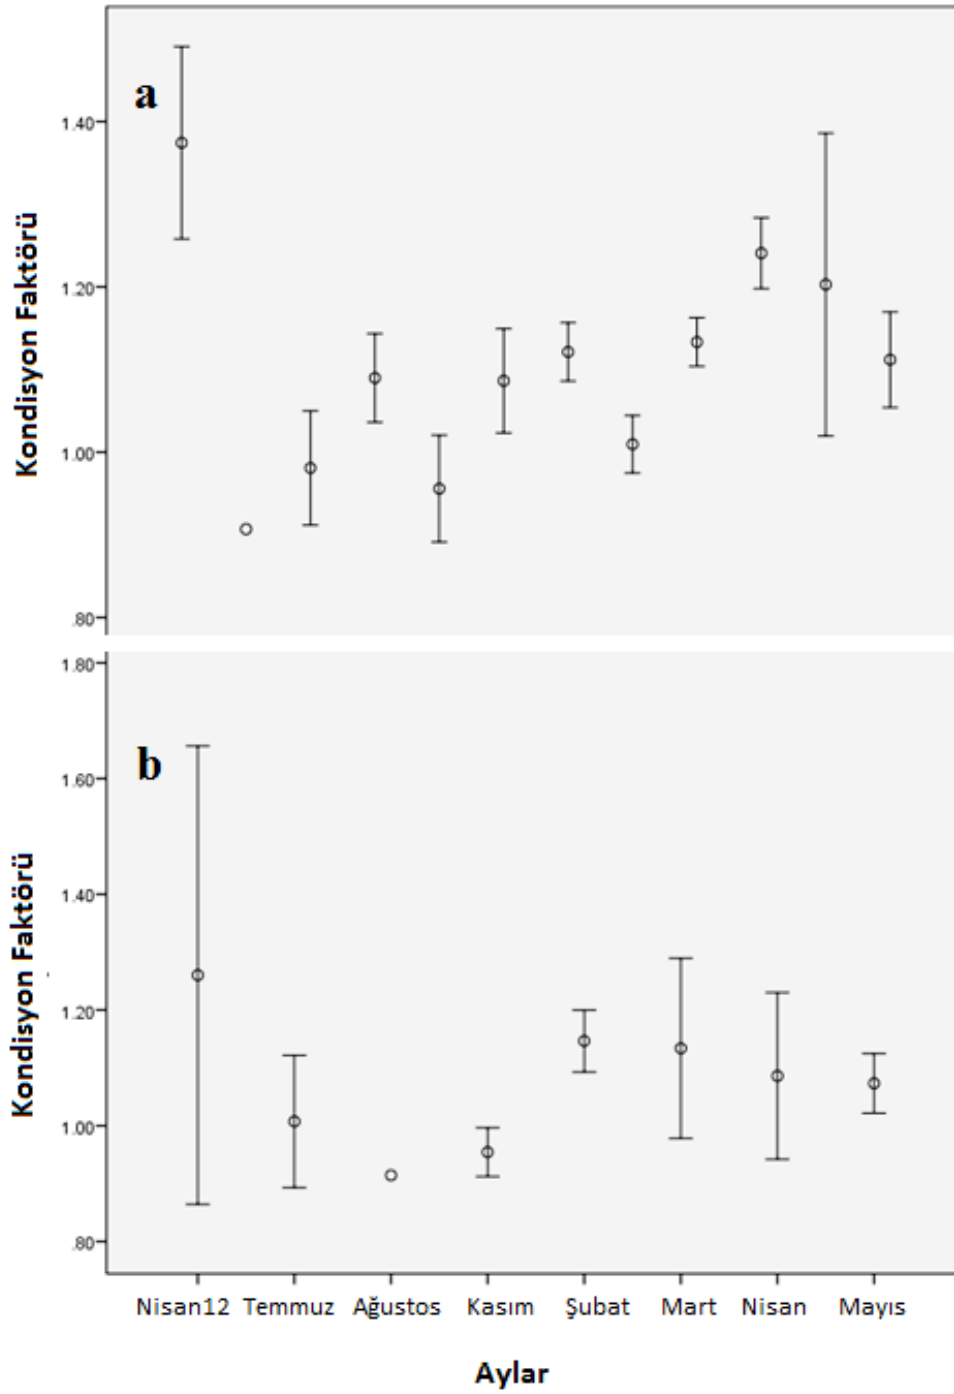 a
Kondisyon Faktörü
1.40
1.20
1.00
.80
b
Kondisyon Faktörü
1.80
1.60
1.40
1.20
1.00
.80
Nisan12 Temmuz Ağustos Kasım Şubat Mart Nisan Mayıs
Aylar